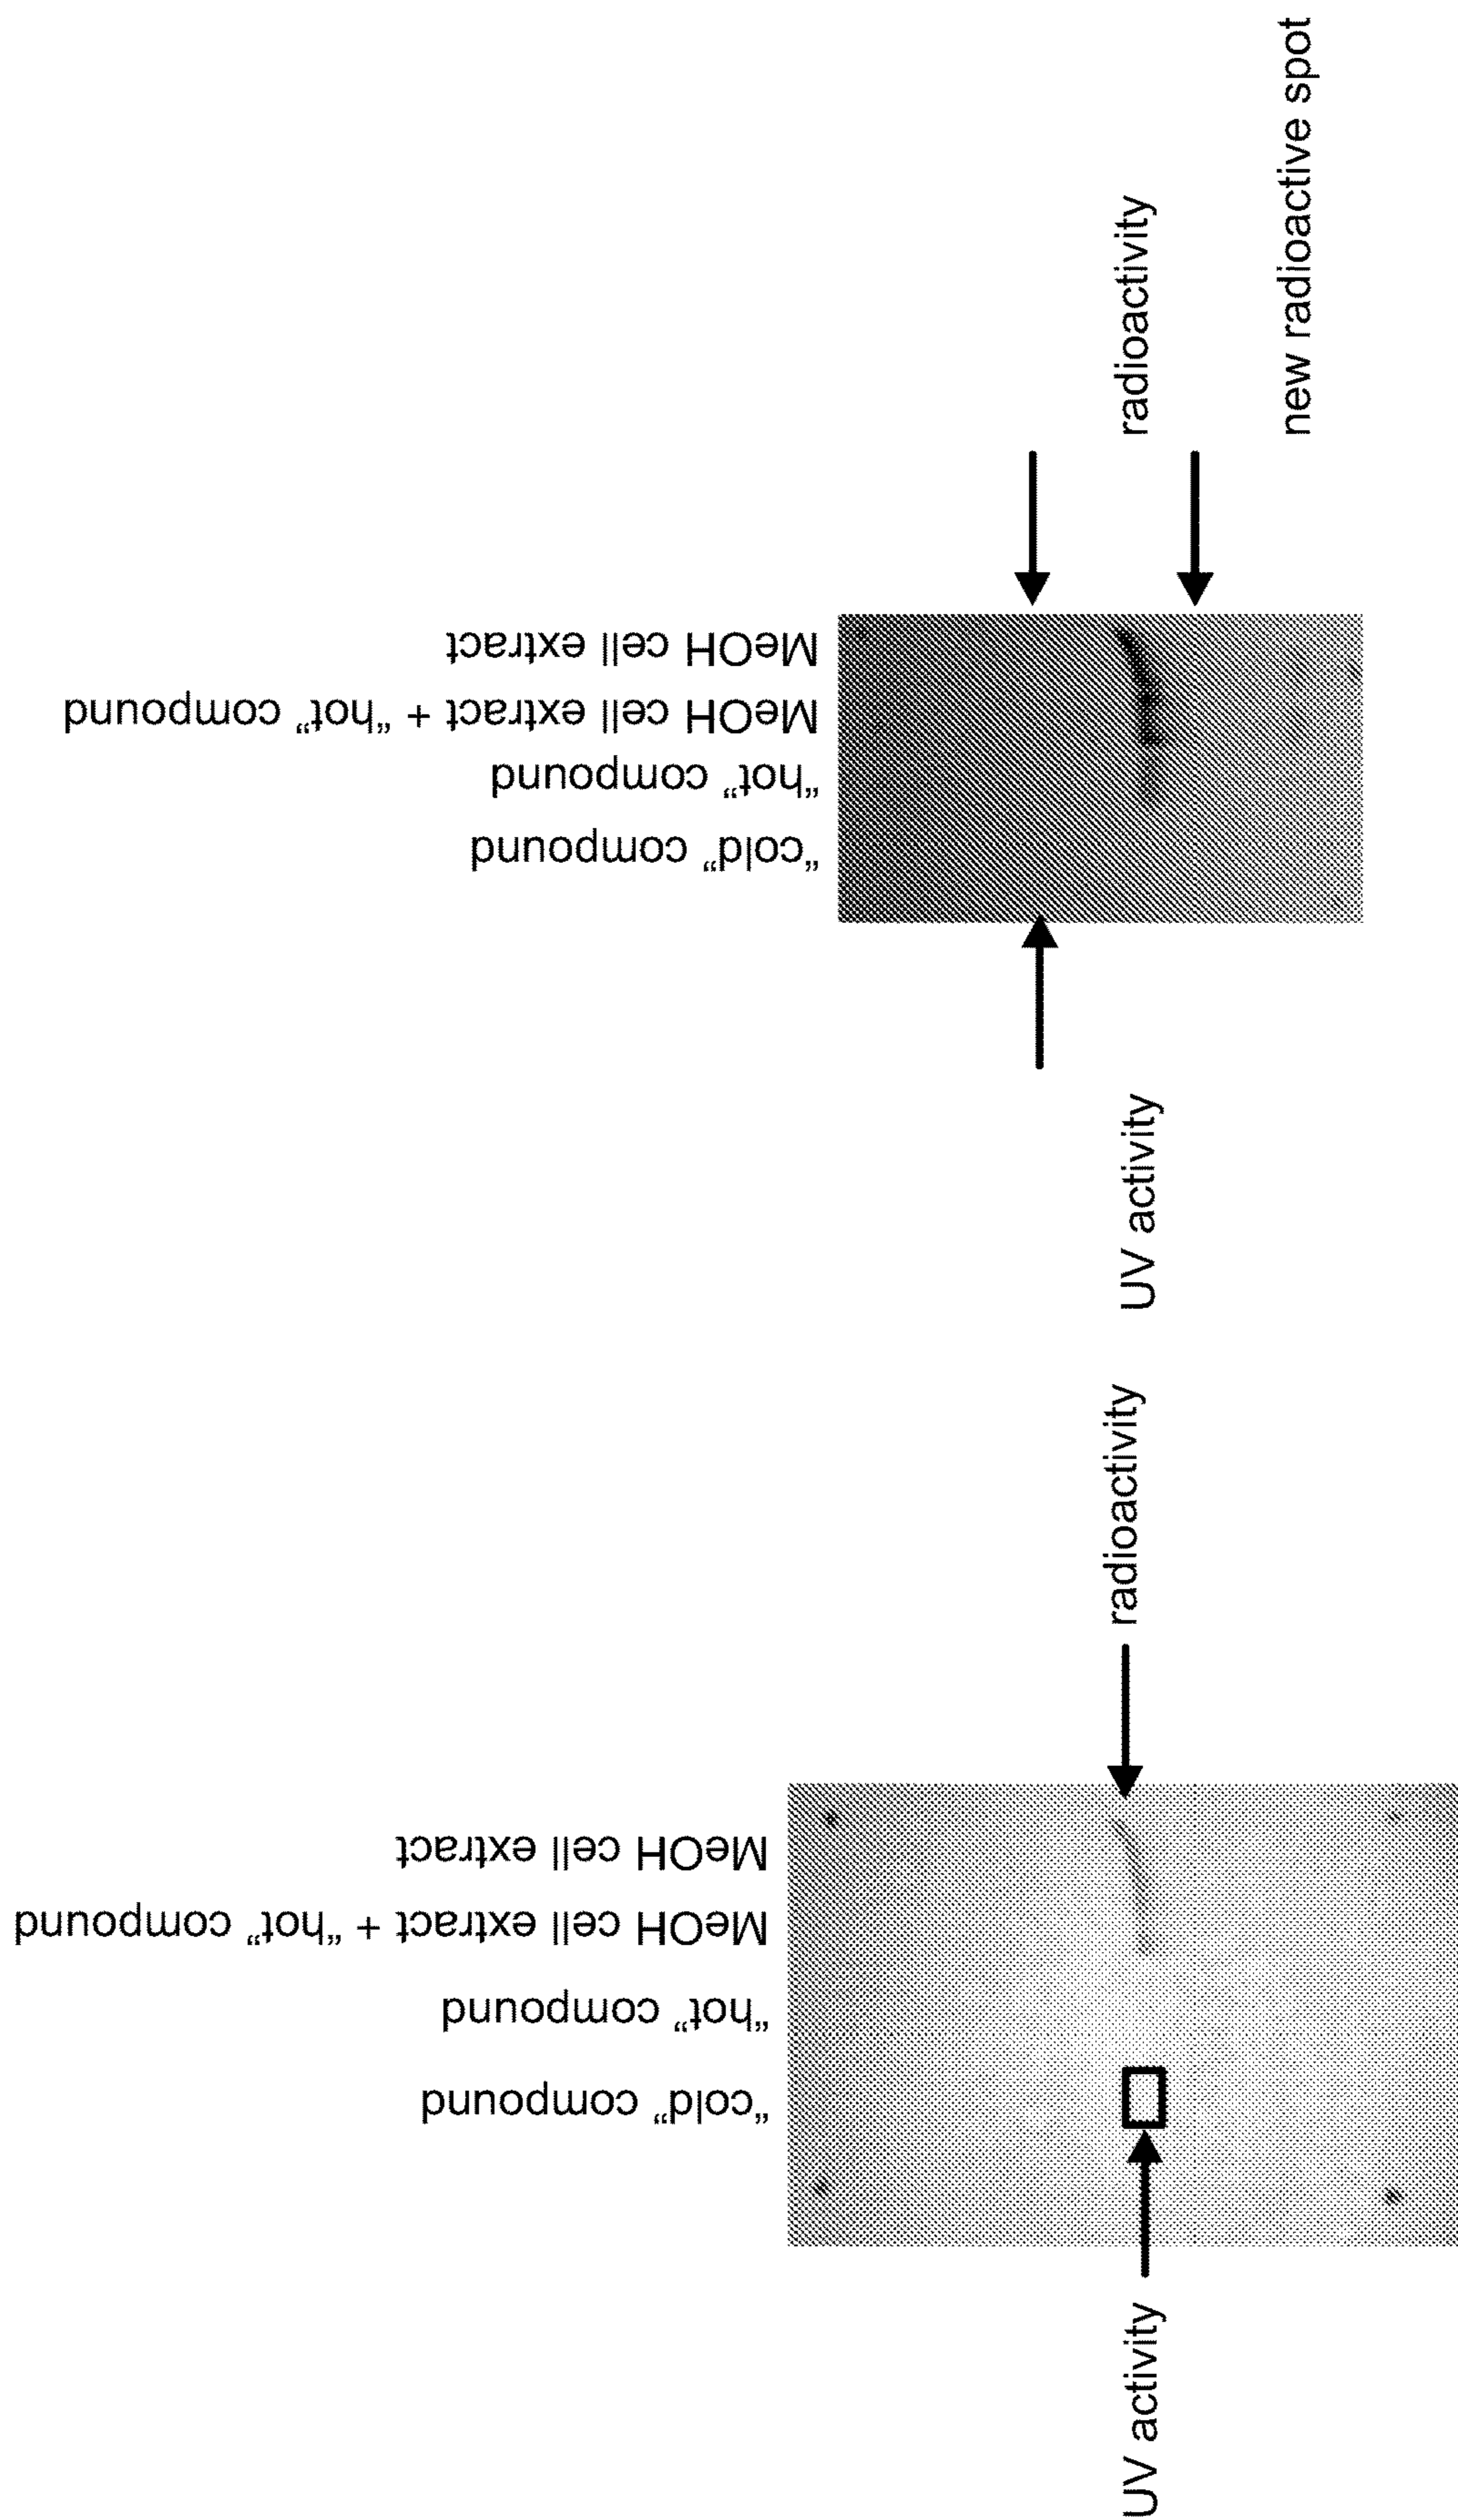 "cold" compound
"hot" compound
MeOH cell extract + "hot" compound
MeOH cell extract
UV activity
radioactivity
"cold" compound
"hot" compound
MeOH cell extract + "hot" compound
MeOH cell extract
UV activity
radioactivity
new radioactive spot